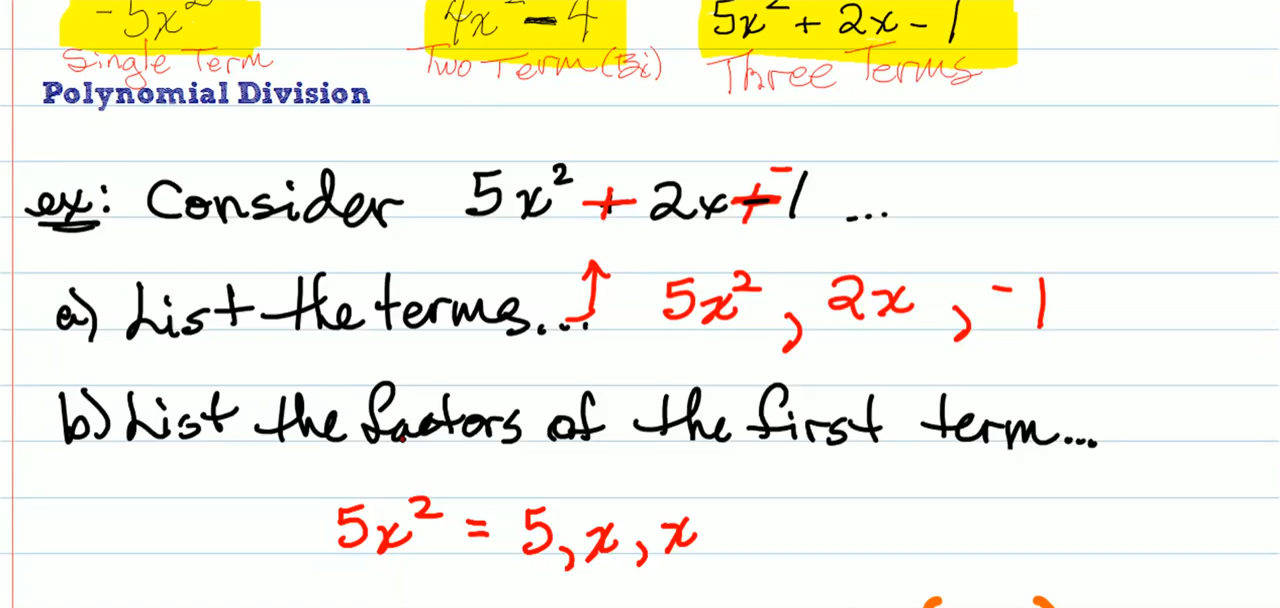 -5x² 4x² - 4 5x² + 2x - 1
Single Term Two Term (Bi) Three Terms
Polynomial Division
ex: Consider 5x² + 2x + -1 ...
a) List the terms... 5x², 2x, -1
b) List the factors of the first term...
5x² = 5, x, x